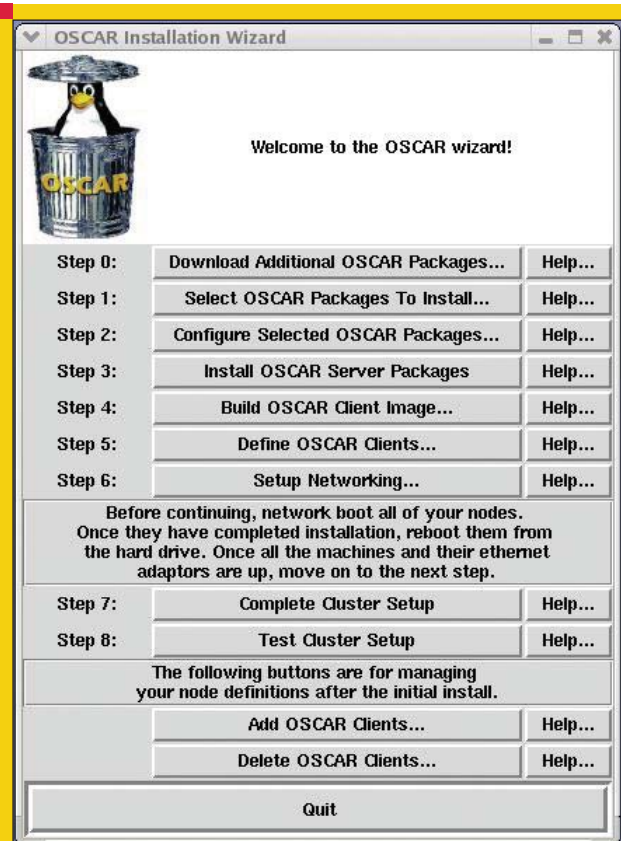 OSCAR Installation Wizard
OSCAR
Welcome to the OSCAR wizard!
Step 0: Download Additional OSCAR Packages... Help...
Step 1: Select OSCAR Packages To Install... Help...
Step 2: Configure Selected OSCAR Packages... Help...
Step 3: Install OSCAR Server Packages Help...
Step 4: Build OSCAR Client Image... Help...
Step 5: Define OSCAR Clients... Help...
Step 6: Setup Networking... Help...
Before continuing, network boot all of your nodes.
Once they have completed installation, reboot them from
the hard drive. Once all the machines and their ethernet
adaptors are up, move on to the next step.
Step 7: Complete Cluster Setup Help...
Step 8: Test Cluster Setup Help...
The following buttons are for managing
your node definitions after the initial install.
Add OSCAR Clients... Help...
Delete OSCAR Clients... Help...
Quit